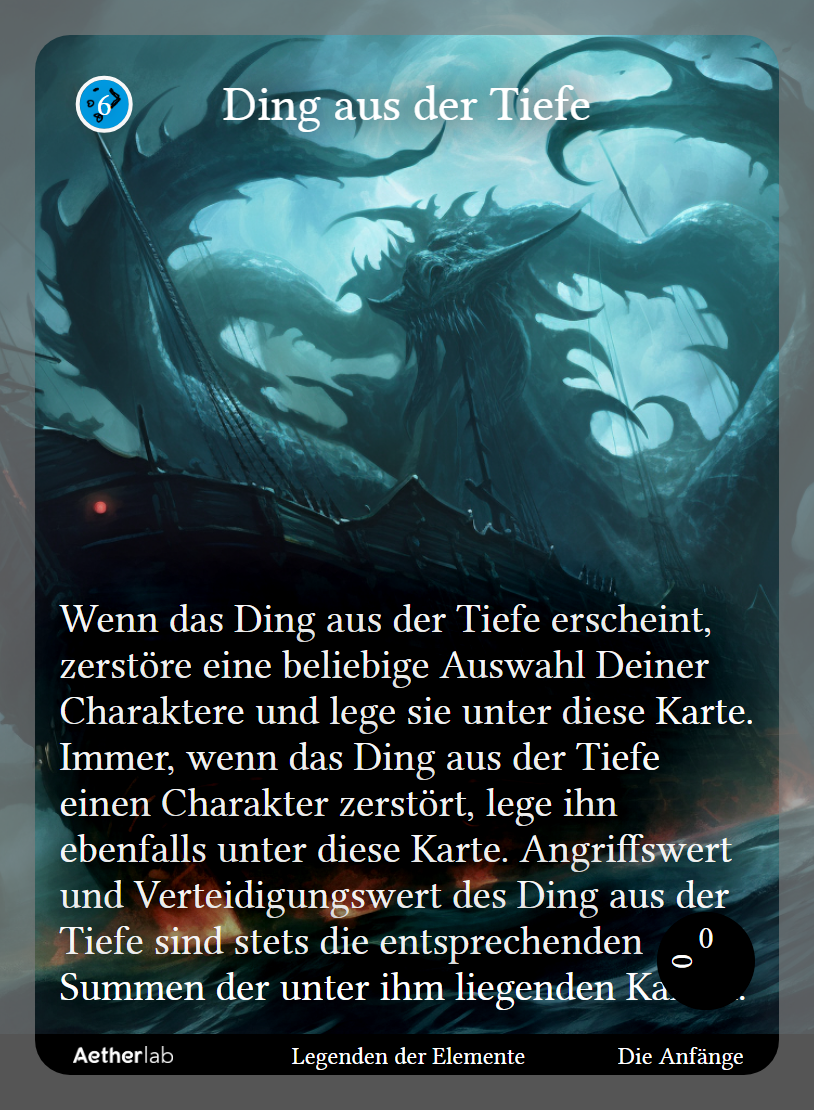 6
Ding aus der Tiefe
Wenn das Ding aus der Tiefe erscheint,
zerstöre eine beliebige Auswahl Deiner
Charaktere und lege sie unter diese Karte.
Immer, wenn das Ding aus der Tiefe
einen Charakter zerstört, lege ihn
ebenfalls unter diese Karte. Angriffswert
und Verteidigungswert des Ding aus der
Tiefe sind stets die entsprechenden
Summen der unter ihm liegenden
0
0
Aetherlab Legenden der Elemente Die Anfänge